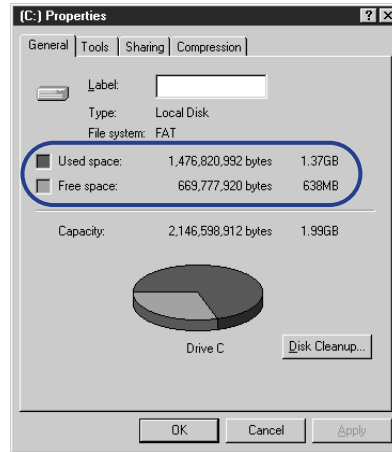 (C:) Properties
General Tools Sharing Compression
Label:
Type: Local Disk
File system: FAT
Used space: 1,476,820,992 bytes 1.37GB
Free space: 669,777,920 bytes 638MB
Capacity: 2,146,598,912 bytes 1.99GB
Drive C
Disk Cleanup...
OK Cancel Apply